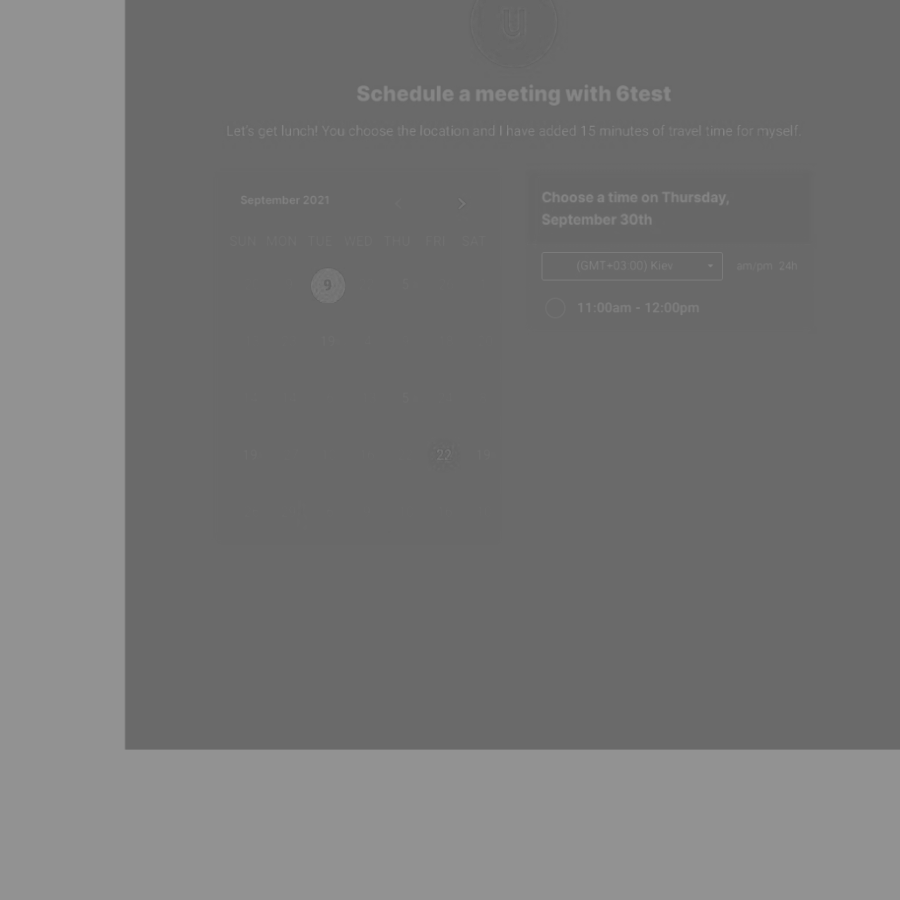 Schedule a meeting with 6test
Let's get lunch! You choose the location and I have added 15 minutes of travel time for myself.
September 2021
SUN MON TUE WED THU FRI SAT
9
22
Choose a time on Thursday,
September 30th
(GMT+03:00) Kiev
am/pm 24h
11:00am - 12:00pm